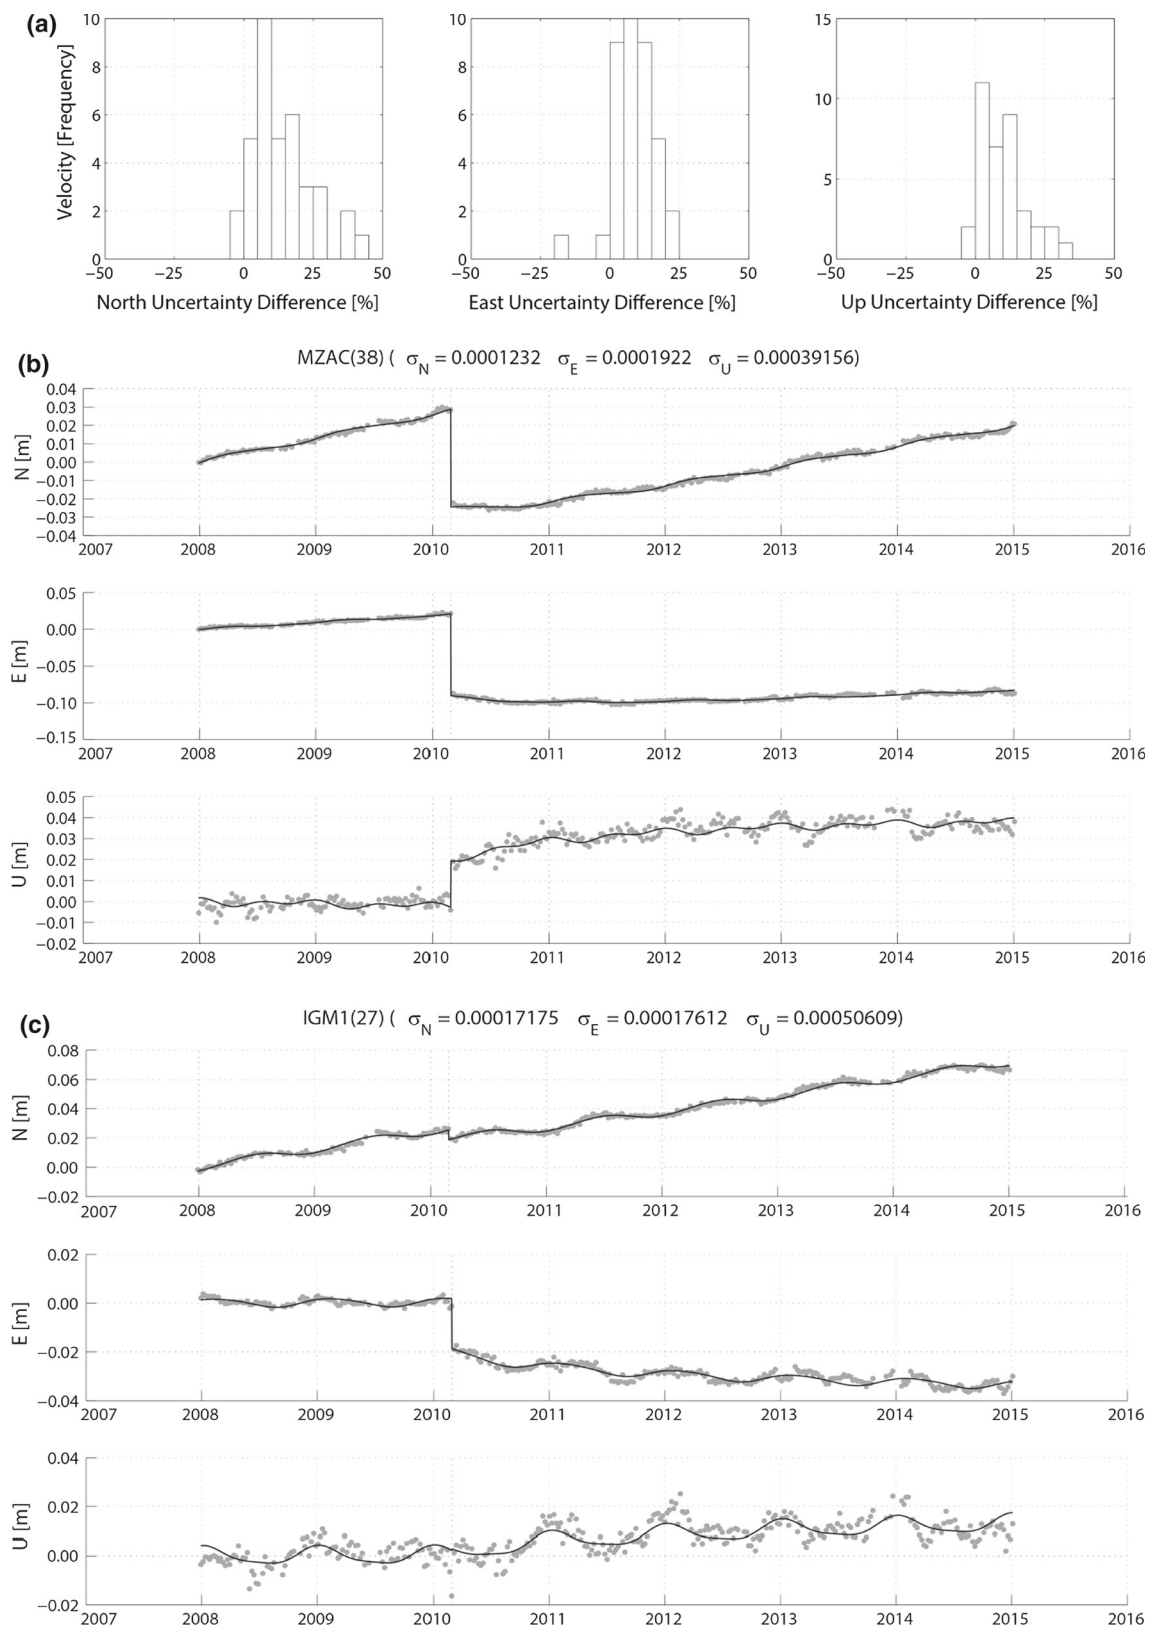 (a)
Velocity [Frequency]
10
8
6
4
2
0
−50 −25 0 25 50
North Uncertainty Difference [%]
10
8
6
4
2
0
−50 −25 0 25 50
East Uncertainty Difference [%]
15
10
5
0
−50 −25 0 25 50
Up Uncertainty Difference [%]
(b)
MZAC(38) ( σN = 0.0001232 σE = 0.0001922 σU = 0.00039156)
N [m]
0.04
0.03
0.02
0.01
0.00
−0.01
−0.02
−0.03
−0.04
2007 2008 2009 2010 2011 2012 2013 2014 2015 2016
E [m]
0.05
0.00
−0.05
−0.10
−0.15
2007 2008 2009 2010 2011 2012 2013 2014 2015 2016
U [m]
0.05
0.04
0.03
0.02
0.01
0.00
−0.01
−0.02
2007 2008 2009 2010 2011 2012 2013 2014 2015 2016
(c)
IGM1(27) ( σN = 0.00017175 σE = 0.00017612 σU = 0.00050609)
N [m]
0.08
0.06
0.04
0.02
0.00
−0.02
2007 2008 2009 2010 2011 2012 2013 2014 2015 2016
E [m]
0.02
0.00
−0.02
−0.04
2007 2008 2009 2010 2011 2012 2013 2014 2015 2016
U [m]
0.04
0.02
0.00
−0.02
2007 2008 2009 2010 2011 2012 2013 2014 2015 2016